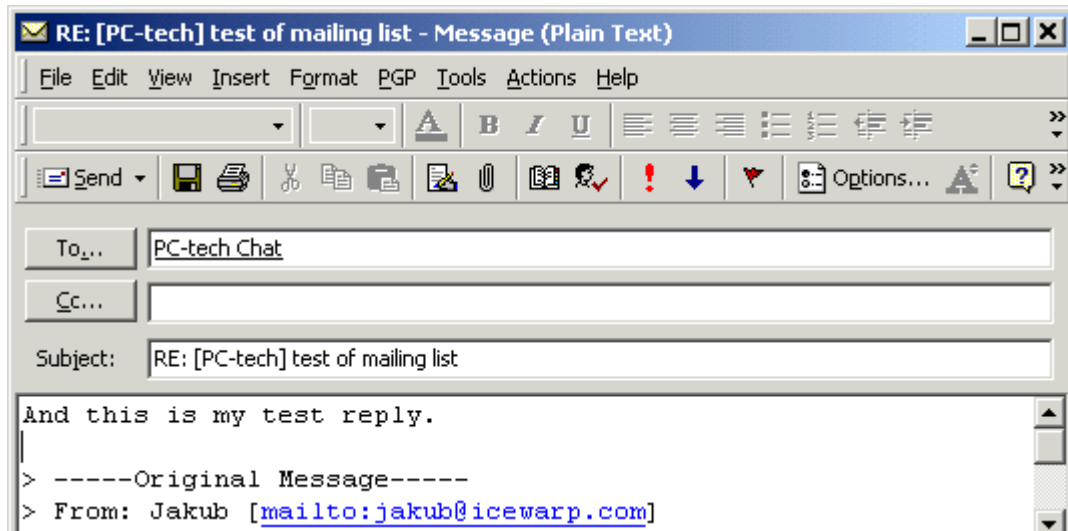 RE: [PC-tech] test of mailing list - Message (Plain Text)
File Edit View Insert Format PGP Tools Actions Help
A B I U
Send Options...
To... PC-tech Chat
Cc...
Subject: RE: [PC-tech] test of mailing list
And this is my test reply.
> -----Original Message-----
> From: Jakub [mailto:jakub@icewarp.com]